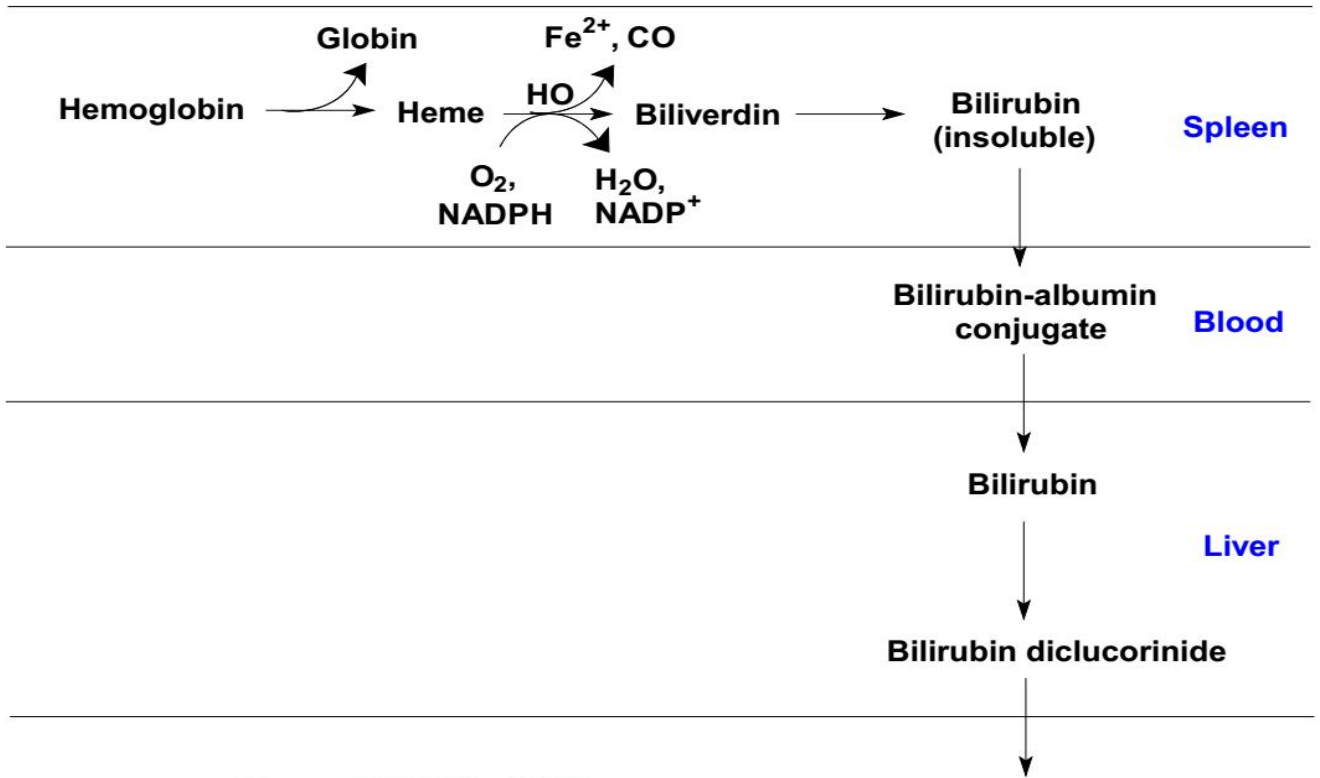 Globin
Fe2+, CO
Hemoglobin
Heme
HO
Biliverdin
Bilirubin
(insoluble)
Spleen
O2,
NADPH
H2O,
NADP+
Bilirubin-albumin
conjugate
Blood
Bilirubin
Liver
Bilirubin diclucorinide